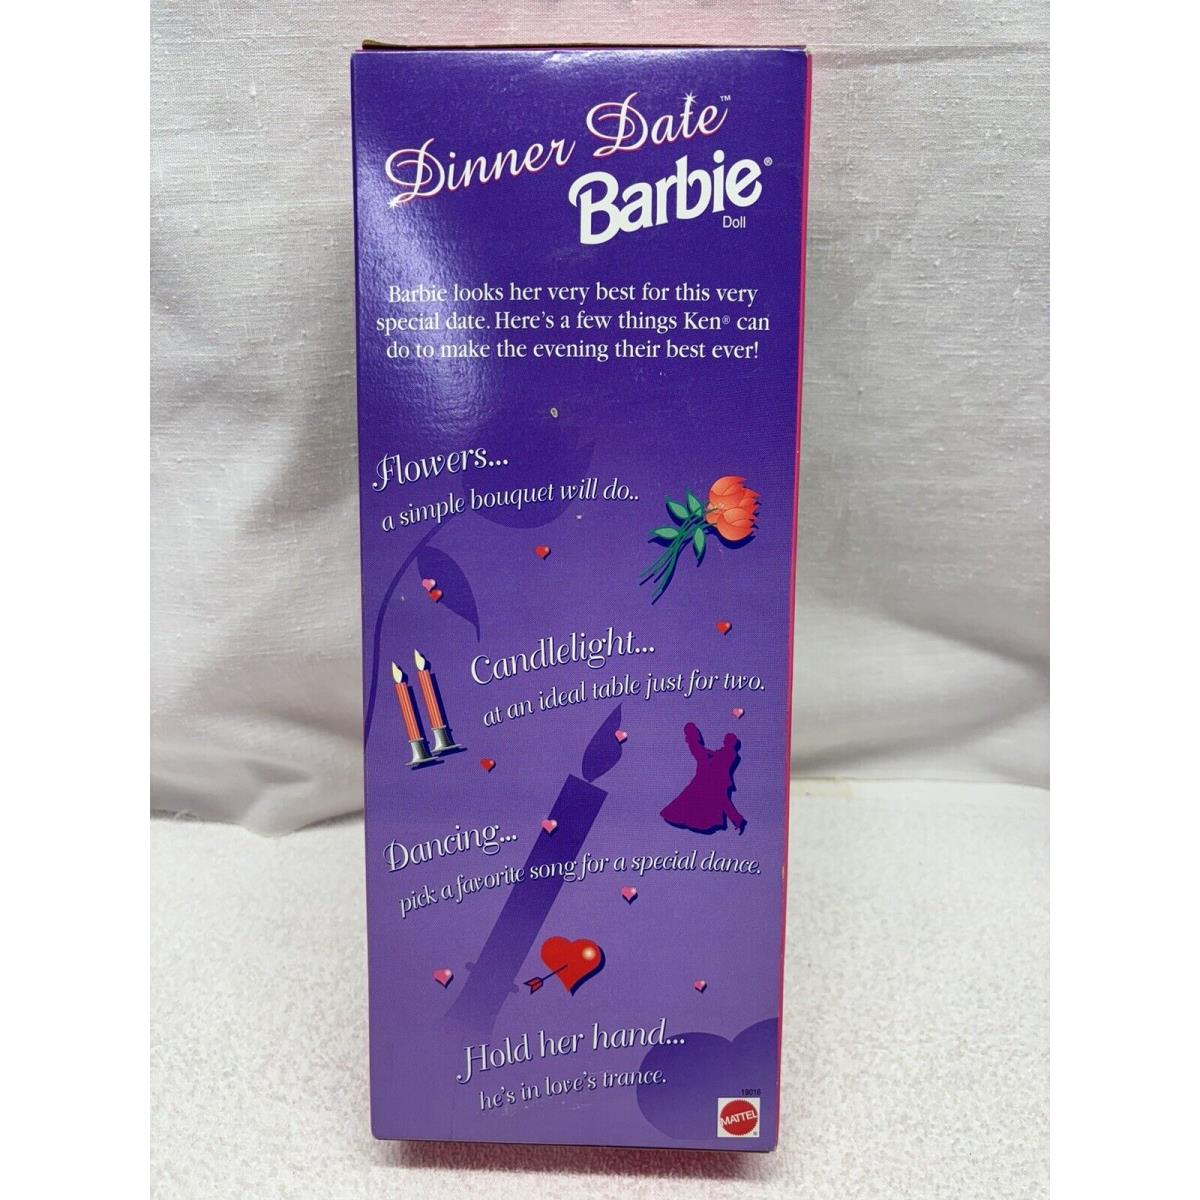 Dinner Date™
Barbie®
Doll
Barbie looks her very best for this very
special date. Here's a few things Ken® can
do to make the evening their best ever!
Flowers...
a simple bouquet will do..
Candlelight...
at an ideal table just for two.
Dancing...
pick a favorite song for a special dance.
Hold her hand...
he's in love's trance.
19016
MATTEL
®